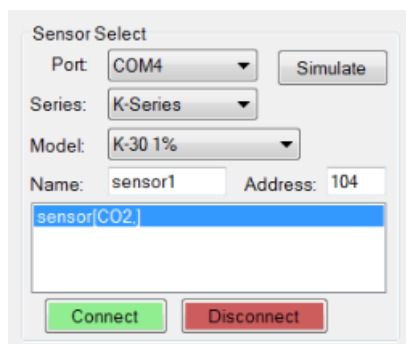 Sensor Select
Port: COM4 Simulate
Series: K-Series
Model: K-30 1%
Name: sensor1 Address: 104
sensor[CO2,]
Connect Disconnect